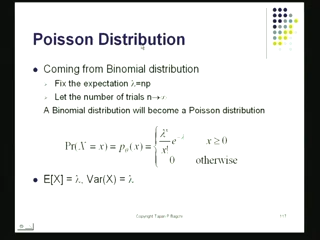 Poisson Distribution
Coming from Binomial distribution
Fix the expectation λ=np
Let the number of trials n→∞
A Binomial distribution will become a Poisson distribution
Pr(X = x) = p_θ(x) = { λ^x/x! e^-λ x ≥ 0
0 otherwise
E[X] = λ, Var(X) = λ